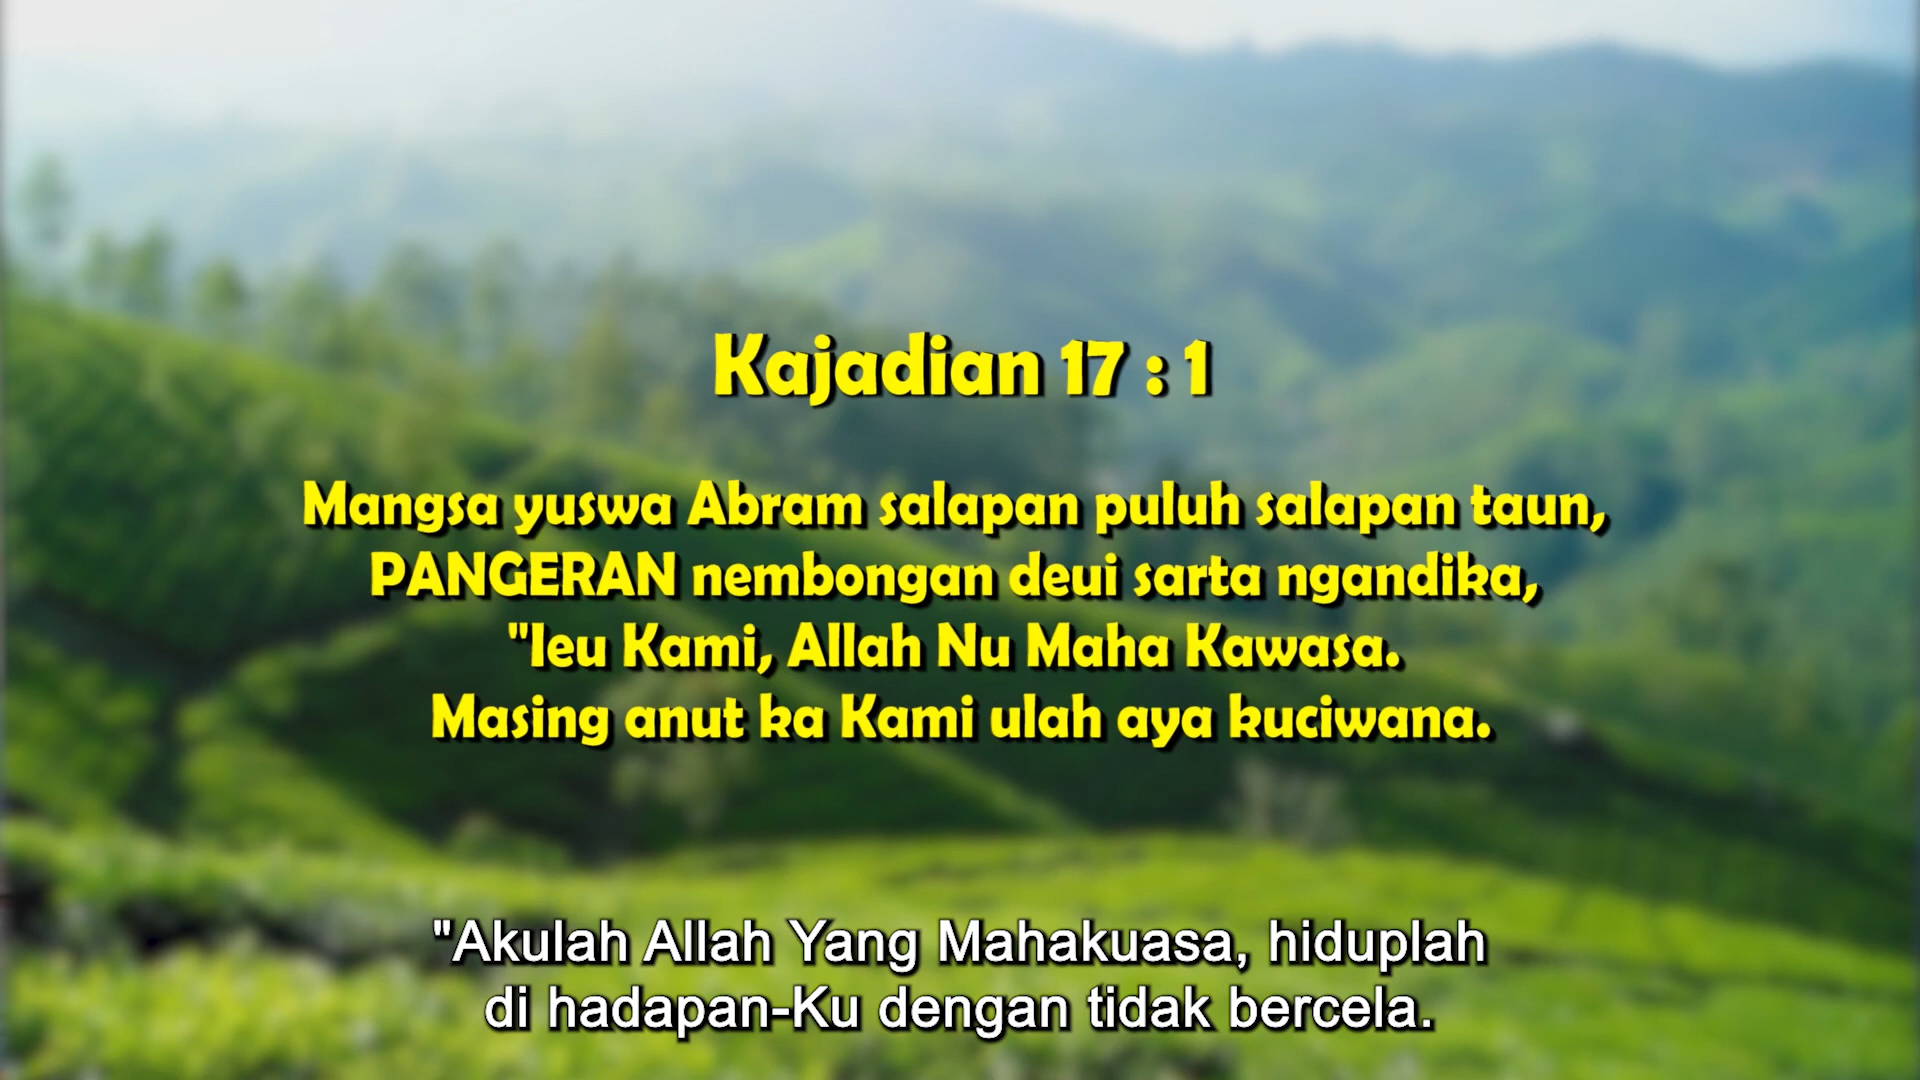 Kajadian 17 : 1
Mangsa yuswa Abram salapan puluh salapan taun,
PANGERAN nembongan deui sarta ngandika,
"Ieu Kami, Allah Nu Maha Kawasa.
Masing anut ka Kami ulah aya kuciwana.
"Akulah Allah Yang Mahakuasa, hiduplah
di hadapan-Ku dengan tidak bercela.